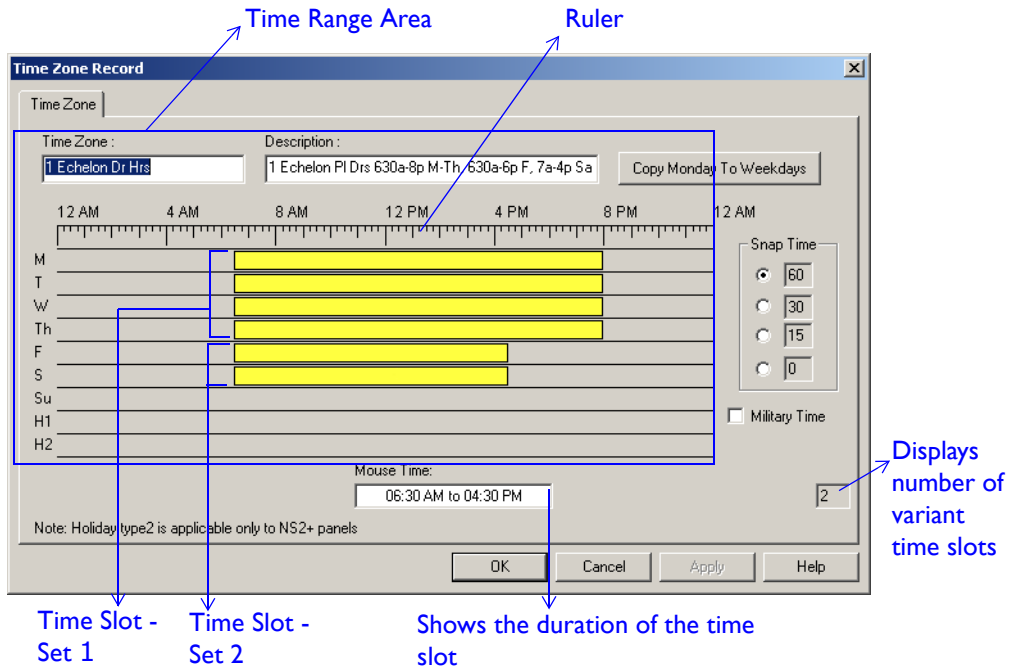 Time Range Area
Ruler
Time Zone Record
Time Zone
Time Zone :
Description :
1 Echelon Dr Hrs
1 Echelon Pl Drs 630a-8p M-Th, 630a-6p F, 7a-4p Sa
Copy Monday To Weekdays
12 AM 4 AM 8 AM 12 PM 4 PM 8 PM 12 AM
Snap Time
M
60
T
W
30
Th
15
F
S
0
Su
H1
Military Time
H2
Mouse Time:
06:30 AM to 04:30 PM
2
Displays
number of
variant
time slots
Note: Holiday type2 is applicable only to NS2+ panels
OK Cancel Apply Help
Time Slot -
Set 1
Time Slot -
Set 2
Shows the duration of the time
slot